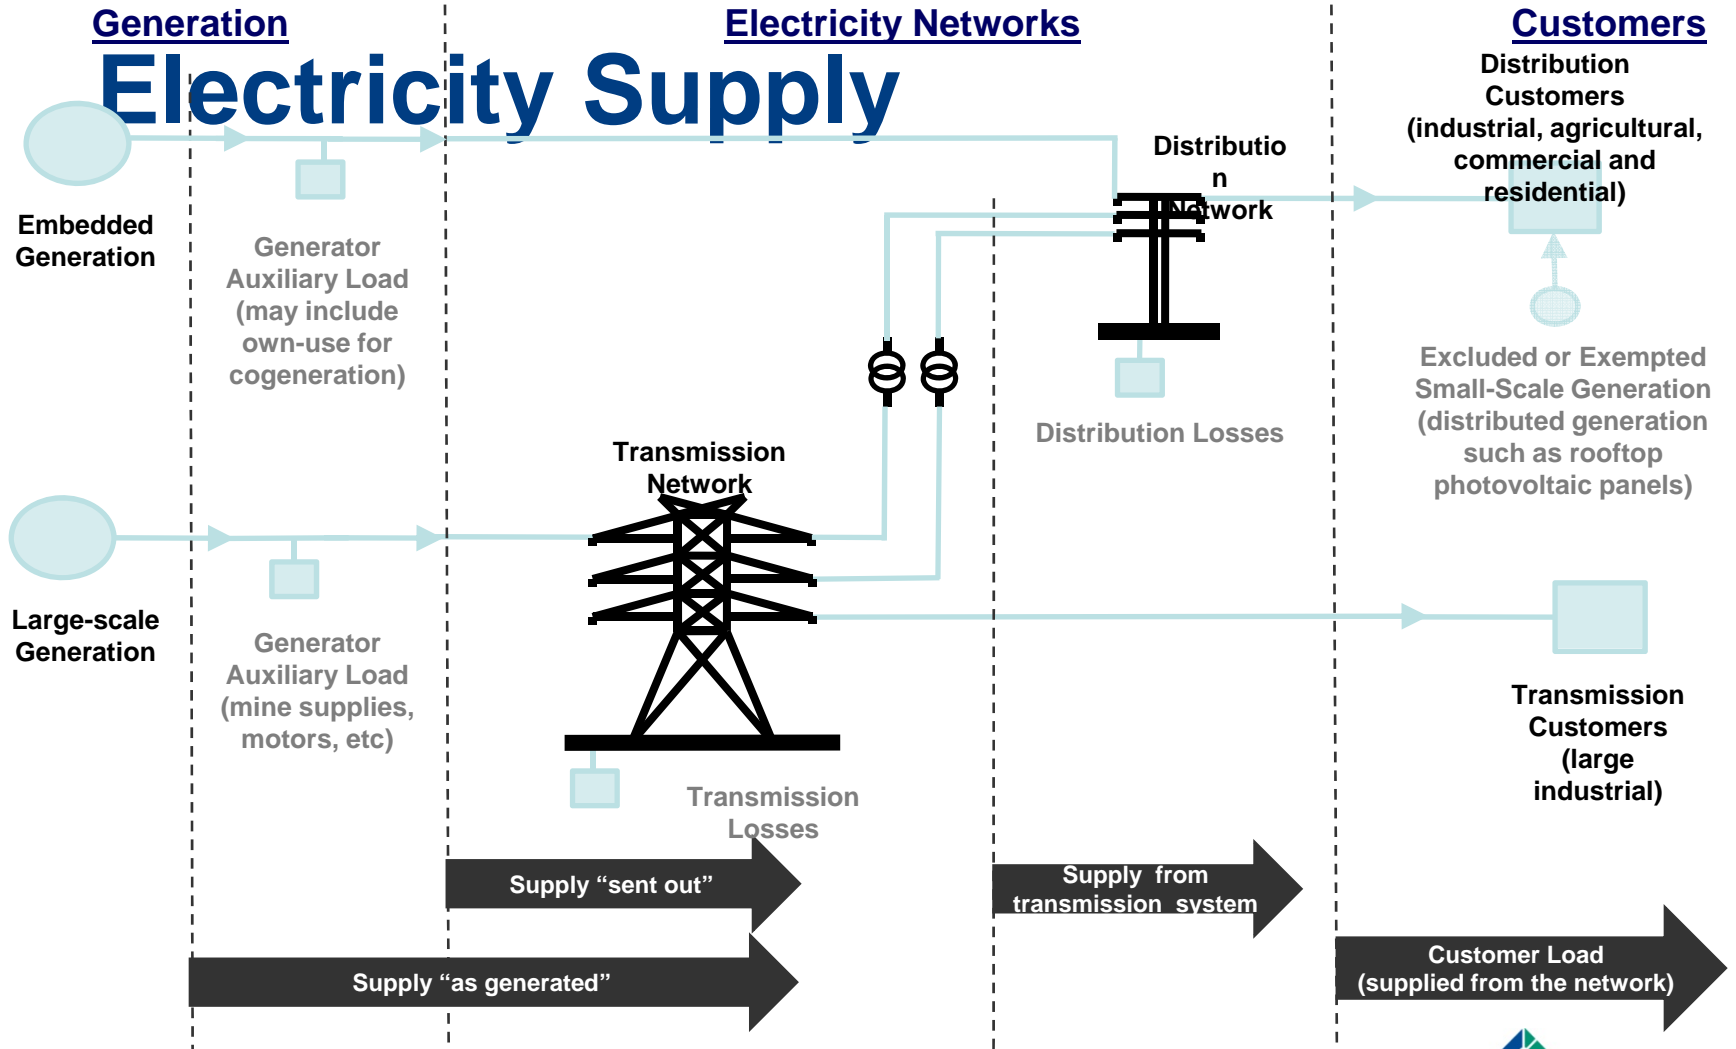 Generation
Electricity Networks
Customers
Electricity Supply
Distribution
Customers
(industrial, agricultural,
commercial and
residential)
Distributio
n
Network
Embedded
Generation
Generator
Auxiliary Load
(may include
own-use for
cogeneration)
Excluded or Exempted
Small-Scale Generation
(distributed generation
such as rooftop
photovoltaic panels)
Distribution Losses
Transmission
Network
Large-scale
Generation
Generator
Auxiliary Load
(mine supplies,
motors, etc)
Transmission
Customers
(large
industrial)
Transmission
Losses
Supply “sent out”
Supply from
transmission system
Supply “as generated”
Customer Load
(supplied from the network)